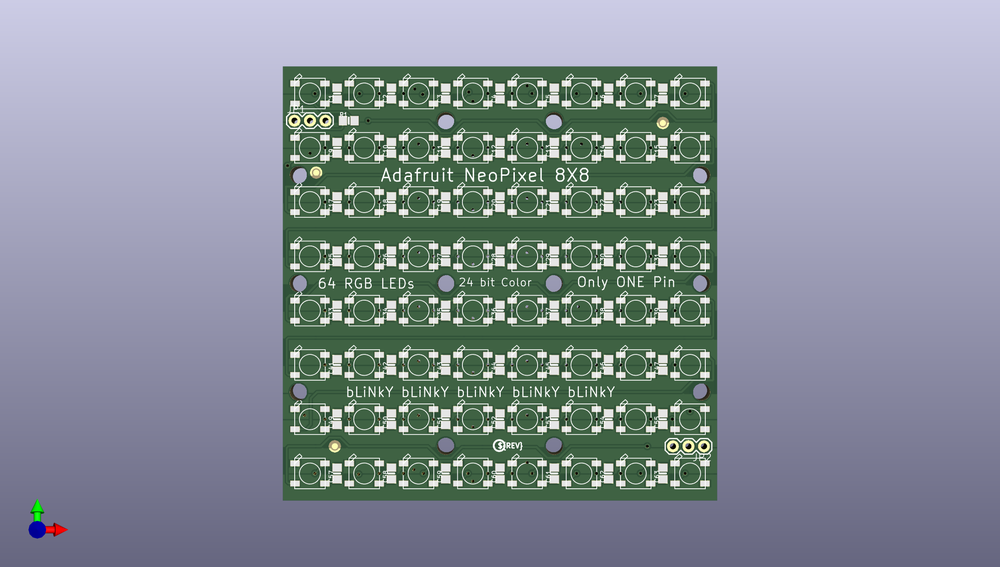 Adafruit NeoPixel 8X8
64 RGB LEDs 24 bit Color Only ONE Pin
bLiNkY bLiNkY bLiNkY bLiNkY bLiNkY
$(REV}